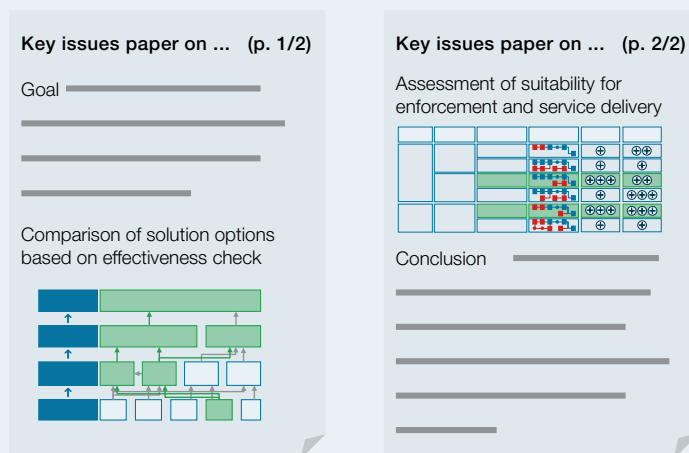 Key issues paper on ... (p. 1/2)
Goal
Comparison of solution options
based on effectiveness check
Key issues paper on ... (p. 2/2)
Assessment of suitability for
enforcement and service delivery
Conclusion